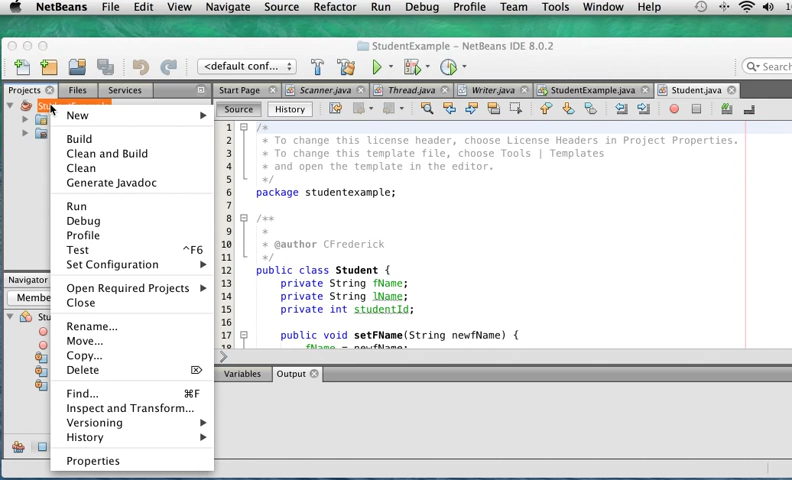 NetBeans File Edit View Navigate Source Refactor Run Debug Profile Team Tools Window Help
StudentExample – NetBeans IDE 8.0.2
<default conf...
Search
Projects Files Services
Start Page Scanner.java Thread.java Writer.java StudentExample.java Student.java
Source History
New
Build
Clean and Build
Clean
Generate Javadoc
Run
Debug
Profile
Test ^F6
Set Configuration
Open Required Projects
Close
Rename...
Move...
Copy...
Delete
Find... ⌘F
Inspect and Transform...
Versioning
History
Properties
Navigator
Membe
Stu
1 /*
2 * To change this license header, choose License Headers in Project Properties.
3 * To change this template file, choose Tools | Templates
4 * and open the template in the editor.
5 */
6 package studentexample;
7
8 /**
9 *
10 * @author CFrederick
11 */
12 public class Student {
13 private String fName;
14 private String lName;
15 private int studentId;
16
17 public void setFName(String newfName) {
18 fName = newfName;
Variables Output